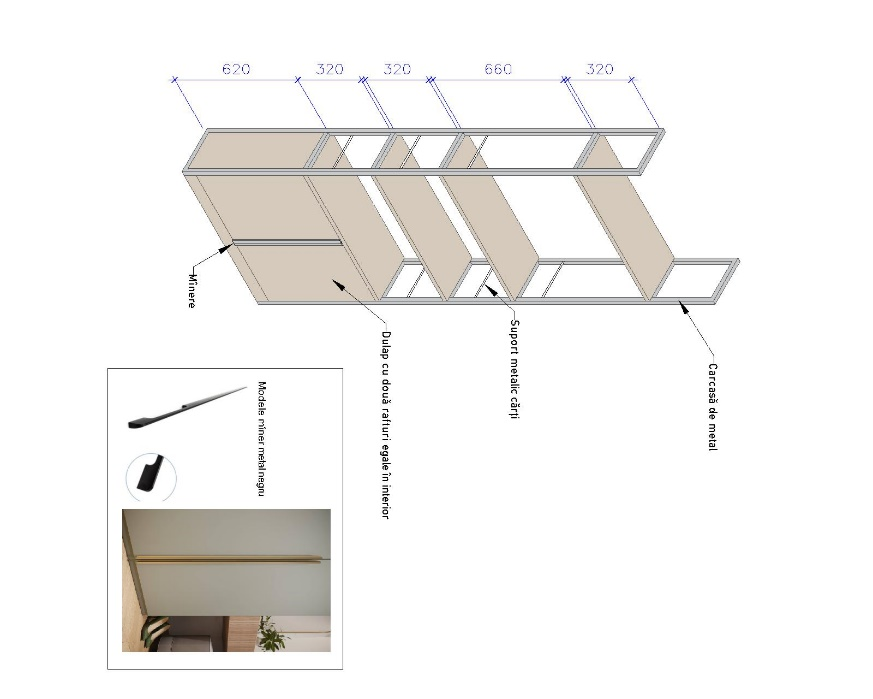 620
320
320
660
320
Mînere
Dulap cu două rafturi egale în interior
Suport metalic cărți
Carcasă de metal
Modele mîner metal negru